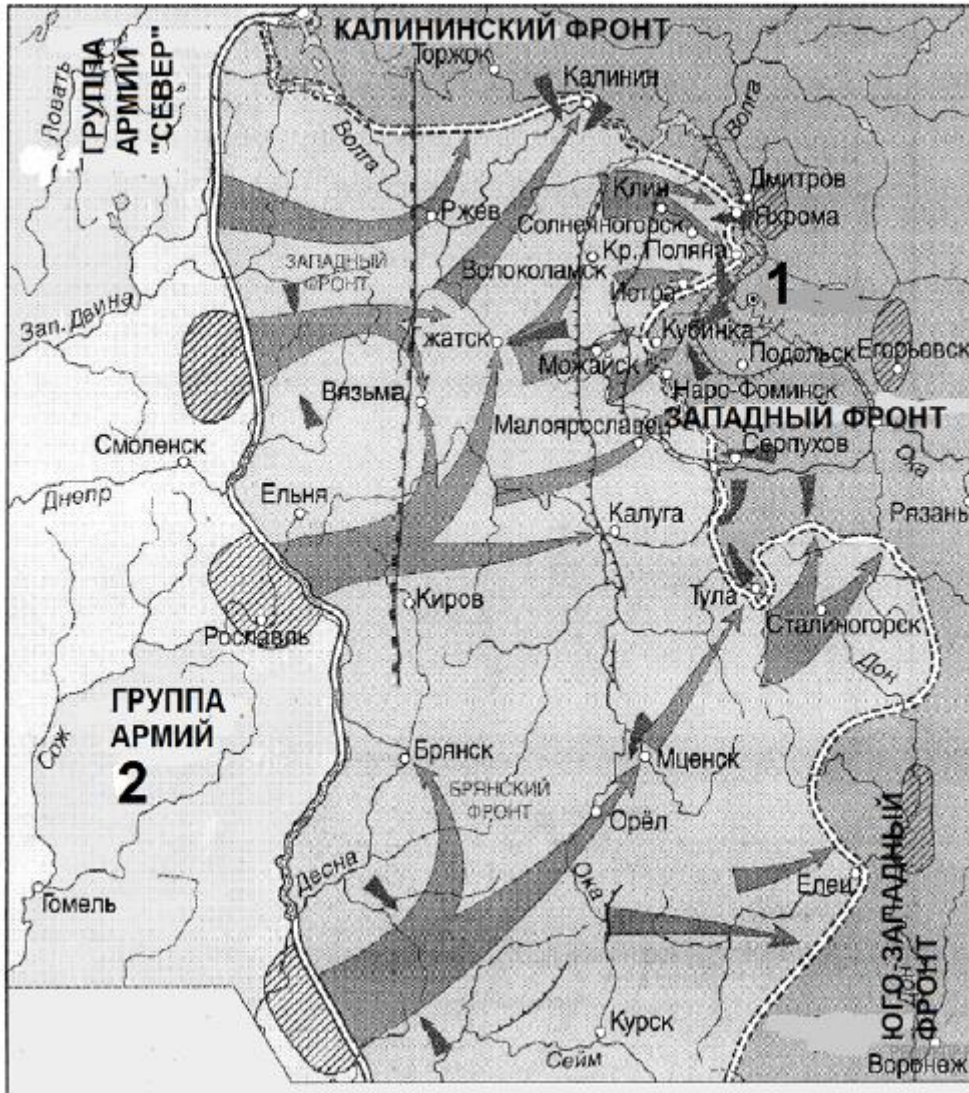 КАЛИНИНСКИЙ ФРОНТ
Торжок
Калинин
ГРУППА
АРМИЙ
"СЕВЕР"
Ловать
Волга
Волга
Дмитров
Клин
Яхрома
Ржев
Солнечногорск
Кр. Поляна
ЗАПАДНЫЙ
ФРОНТ
Волоколамск
Истра
1
Зап. Двина
Гжатск
Кубинка
Можайск
Подольск
Егорьевск
Вязьма
Наро-Фоминск
Малоярославец
ЗАПАДНЫЙ ФРОНТ
Смоленск
Серпухов
Ока
Днепр
Ельня
Калуга
Рязань
Киров
Тула
Рославль
Сталиногорск
Дон
ГРУППА
АРМИЙ
2
Сож
Брянск
Мценск
БРЯНСКИЙ
ФРОНТ
Орёл
Десна
Ока
Елец
Гомель
ЮГО-ЗАПАДНЫЙ
ФРОНТ
Дон
Курск
Сейм
Воронеж